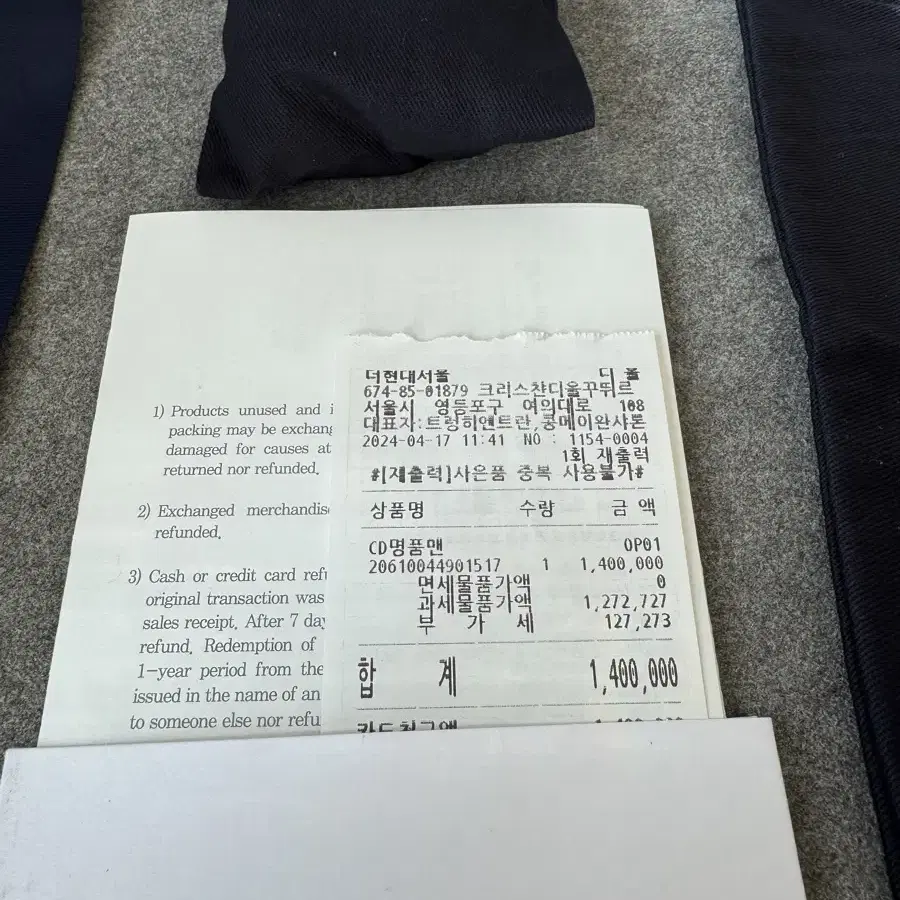 1) Products unused and i
packing may be exchang
damaged for causes at
returned nor refunded.
2) Exchanged merchandise
refunded.
3) Cash or credit card refu
original transaction was
sales receipt. After 7 day
refund. Redemption of
1-year period from the
issued in the name of an
to someone else nor refu
더현대서울 디 올
674-85-01879 크리스챤디올꾸뛰르
서울시 영등포구 여의대로 108
대표자:트렁히엔트란,콩메이완샤론
2024-04-17 11:41 NO : 1154-0004
1회 재출력
#[재출력]사은품 중복 사용불가#
상품명 수량 금 액
CD명품맨 OP01
20610044901517 1 1,400,000
면세물품가액 0
과세물품가액 1,272,727
부 가 세 127,273
합 계 1,400,000